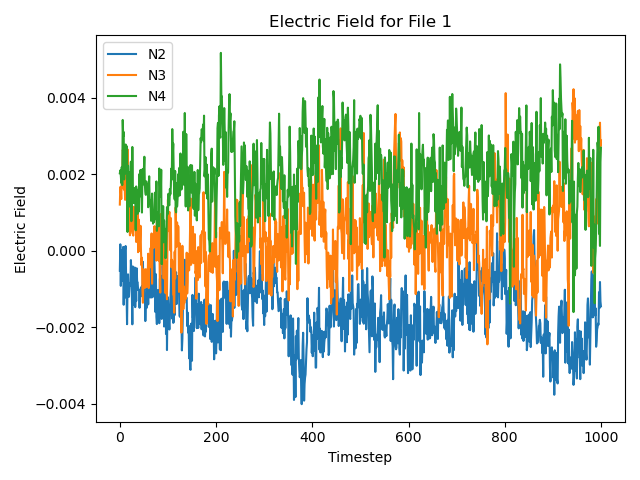 Electric Field for File 1
N2
N3
N4
Electric Field
0.004
0.002
0.000
−0.002
−0.004
0 200 400 600 800 1000
Timestep